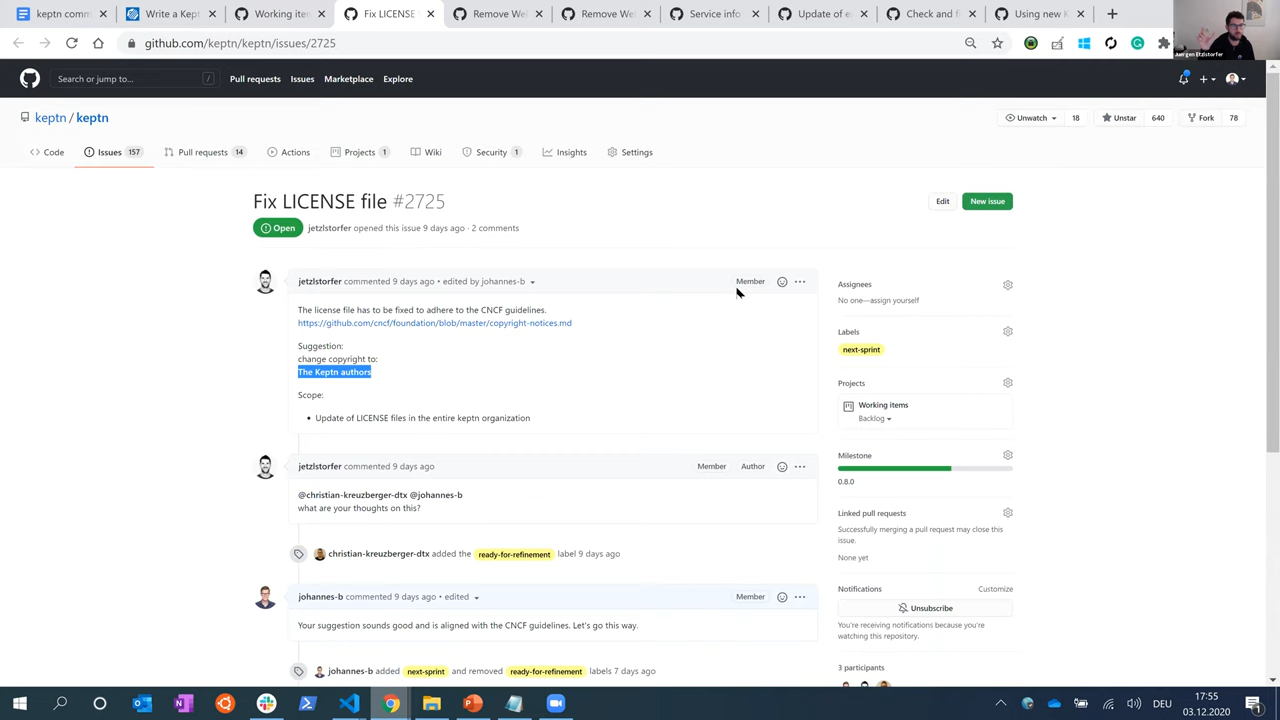 Write a Kept
Working iter
Fix LICENSE
Remove We
Remove We
Service info
Update of e
Check and f
Using new K
github.com/keptn/keptn/issues/2725
Juergen Etzlstorfer
Search or jump to...
/
Pull requests
Issues
Marketplace
Explore
keptn / keptn
Unwatch
18
Unstar
640
Fork
78
Code
Issues 157
Pull requests 14
Actions
Projects 1
Wiki
Security 1
Insights
Settings
Fix LICENSE file #2725
Edit
New issue
Open
jetzlstorfer opened this issue 9 days ago · 2 comments
jetzlstorfer commented 9 days ago • edited by johannes-b
Member
The license file has to be fixed to adhere to the CNCF guidelines.
https://github.com/cncf/foundation/blob/master/copyright-notices.md
Suggestion:
change copyright to:
The Keptn authors
Scope:
• Update of LICENSE files in the entire keptn organization
jetzlstorfer commented 9 days ago
Member
Author
@christian-kreuzberger-dtx @johannes-b
what are your thoughts on this?
christian-kreuzberger-dtx added the ready-for-refinement label 9 days ago
johannes-b commented 9 days ago • edited
Member
Your suggestion sounds good and is aligned with the CNCF guidelines. Let's go this way.
johannes-b added next-sprint and removed ready-for-refinement labels 7 days ago
Assignees
No one—assign yourself
Labels
next-sprint
Projects
Working items
Backlog
Milestone
0.8.0
Linked pull requests
Successfully merging a pull request may close this
issue.
None yet
Notifications
Customize
Unsubscribe
You're receiving notifications because you're
watching this repository.
3 participants
DEU
17:55
03.12.2020
1